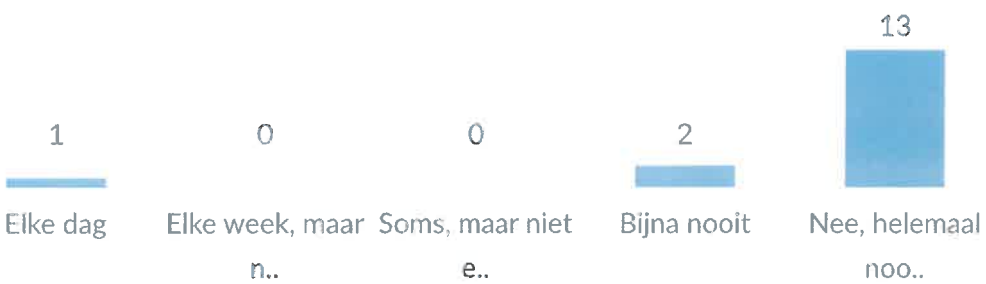 13
1 0 0 2
Elke dag Elke week, maar Soms, maar niet Bijna nooit Nee, helemaal
n.. e.. noo..